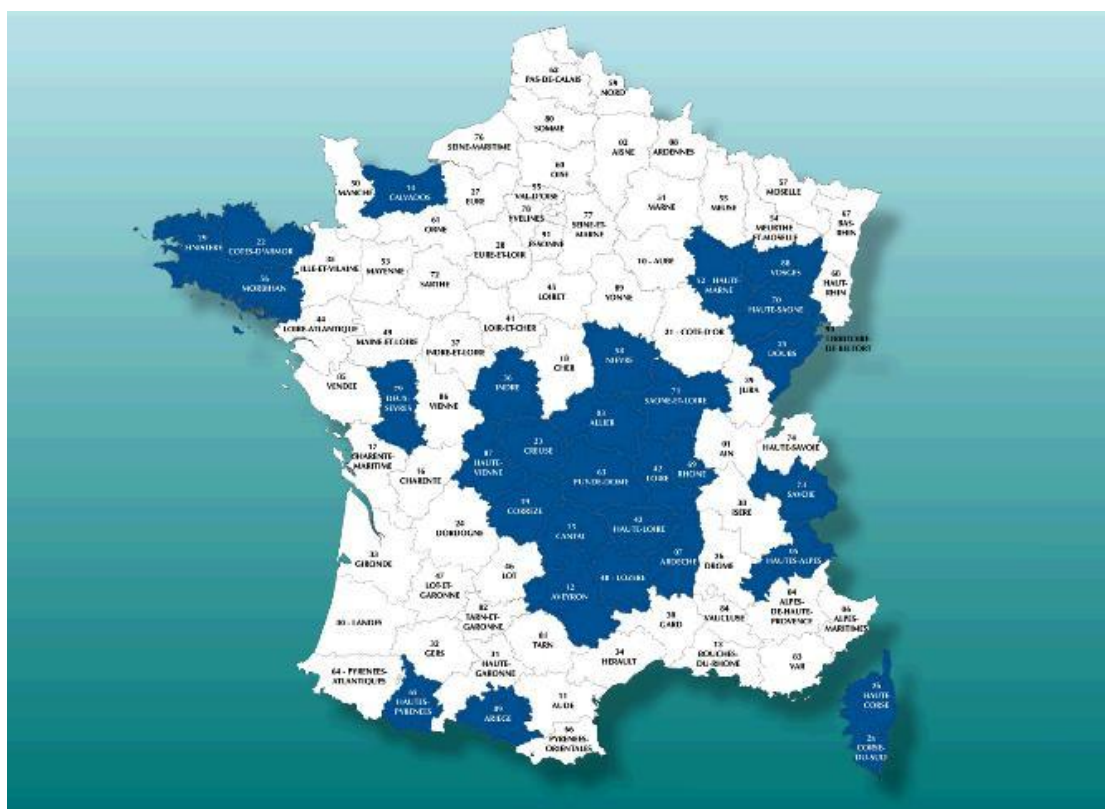 62
PAS-DE-CALAIS
59
NORD
80
SOMME
76
SEINE-MARITIME
02
AISNE
08
ARDENNES
60
OISE
57
MOSELLE
50
MANCHE
14
CALVADOS
27
EURE
95
VAL-D'OISE
78
YVELINES
51
MARNE
55
MEUSE
54
MEURTHE
ET-MOSELLE
67
BAS-
RHIN
61
ORNE
91
ESSONNE
77
SEINE-ET-
MARNE
29
FINISTERE
22
COTES-D'ARMOR
28
EURE-ET-LOIR
10 - AUBE
88
VOSGES
35
ILLE-ET-VILAINE
53
MAYENNE
72
SARTHE
52 - HAUTE-
MARNE
68
HAUT-
RHIN
56
MORBIHAN
45
LOIRET
89
YONNE
70
HAUTE-SAONE
44
LOIRE-ATLANTIQUE
49
MAINE-ET-LOIRE
41
LOIR-ET-CHER
21 - COTE-D'OR
90
TERRITOIRE-
DE-BELFORT
37
INDRE-ET-LOIRE
18
CHER
58
NIEVRE
25
DOUBS
85
VENDEE
79
DEUX-
SEVRES
86
VIENNE
36
INDRE
71
SAONE-ET-LOIRE
39
JURA
03
ALLIER
17
CHARENTE-
MARITIME
16
CHARENTE
87
HAUTE-
VIENNE
23
CREUSE
01
AIN
74
HAUTE-SAVOIE
63
PUY-DE-DOME
42
LOIRE
69
RHONE
73
SAVOIE
19
CORREZE
38
ISERE
24
DORDOGNE
15
CANTAL
43
HAUTE-LOIRE
33
GIRONDE
46
LOT
07
ARDECHE
26
DROME
05
HAUTES-ALPES
47
LOT-ET-
GARONNE
12
AVEYRON
48 - LOZERE
82
TARN-ET-
GARONNE
30
GARD
84
VAUCLUSE
04
ALPES-
DE-HAUTE-
PROVENCE
06
ALPES-
MARITIMES
40 - LANDES
32
GERS
81
TARN
31
HAUTE-
GARONNE
34
HERAULT
13
BOUCHES-
DU-RHONE
83
VAR
64 - PYRENEES-
ATLANTIQUES
65
HAUTES-
PYRENEES
09
ARIEGE
11
AUDE
66
PYRENEES-
ORIENTALES
HAUTE
CORSE
CORSE-
DU-SUD